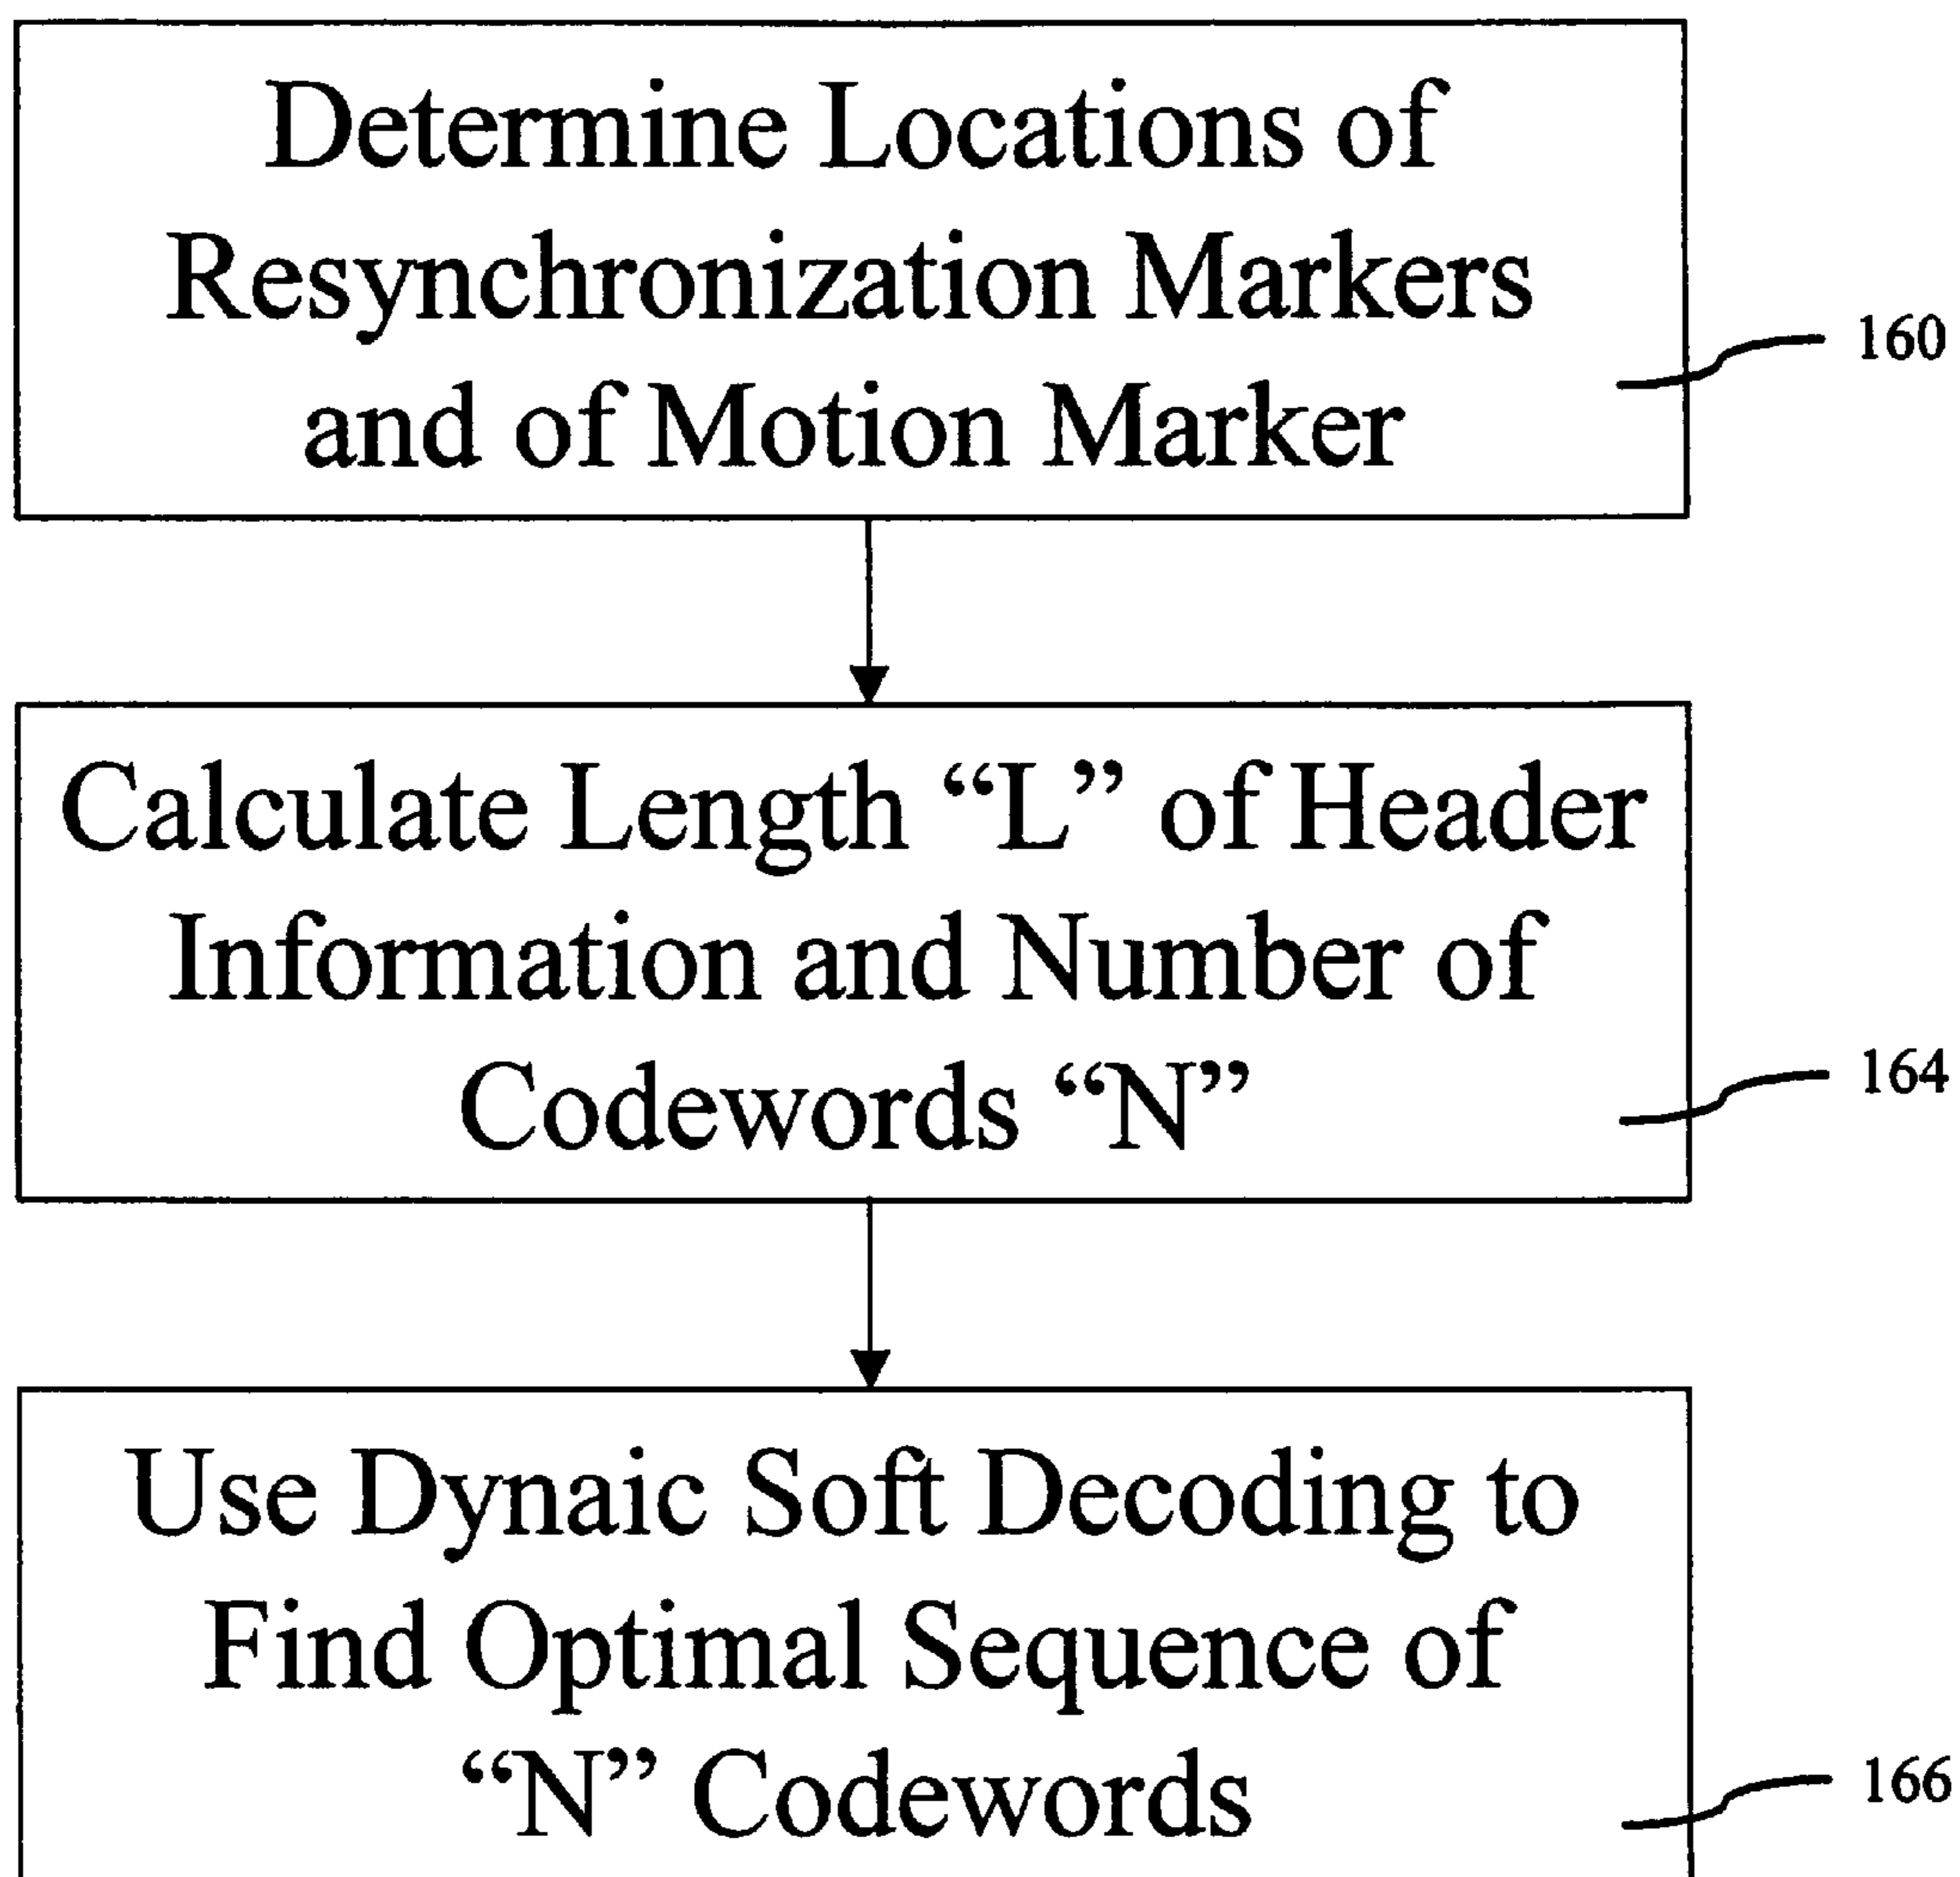 Determine Locations of
Resynchronization Markers
and of Motion Marker
160
Calculate Length “L” of Header
Information and Number of
Codewords “N”
164
Use Dynaic Soft Decoding to
Find Optimal Sequence of
“N” Codewords
166